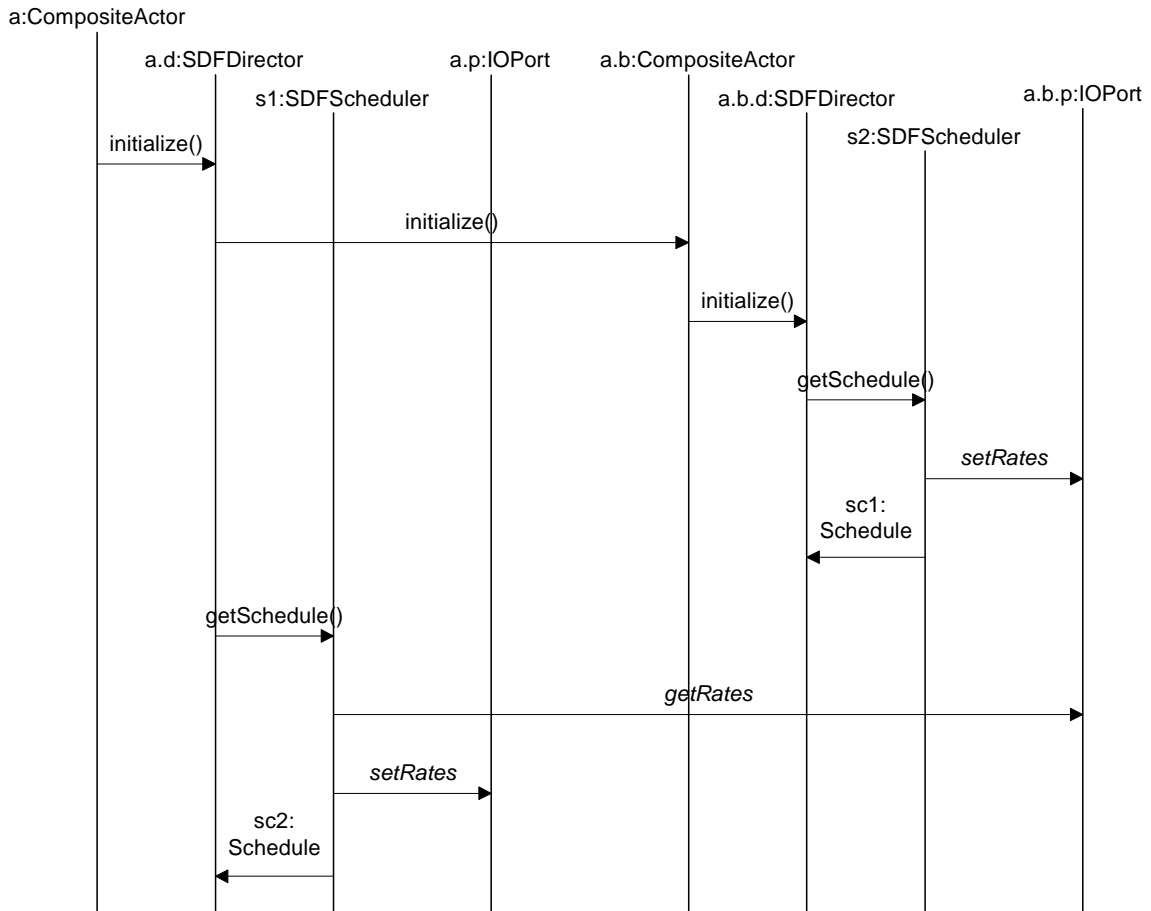 a:CompositeActor
a.d:SDFDirector
a.p:IOPort
a.b:CompositeActor
s1:SDFScheduler
a.b.d:SDFDirector
a.b.p:IOPort
s2:SDFScheduler
initialize()
initialize()
initialize()
getSchedule()
setRates
sc1:
Schedule
getSchedule()
getRates
setRates
sc2:
Schedule